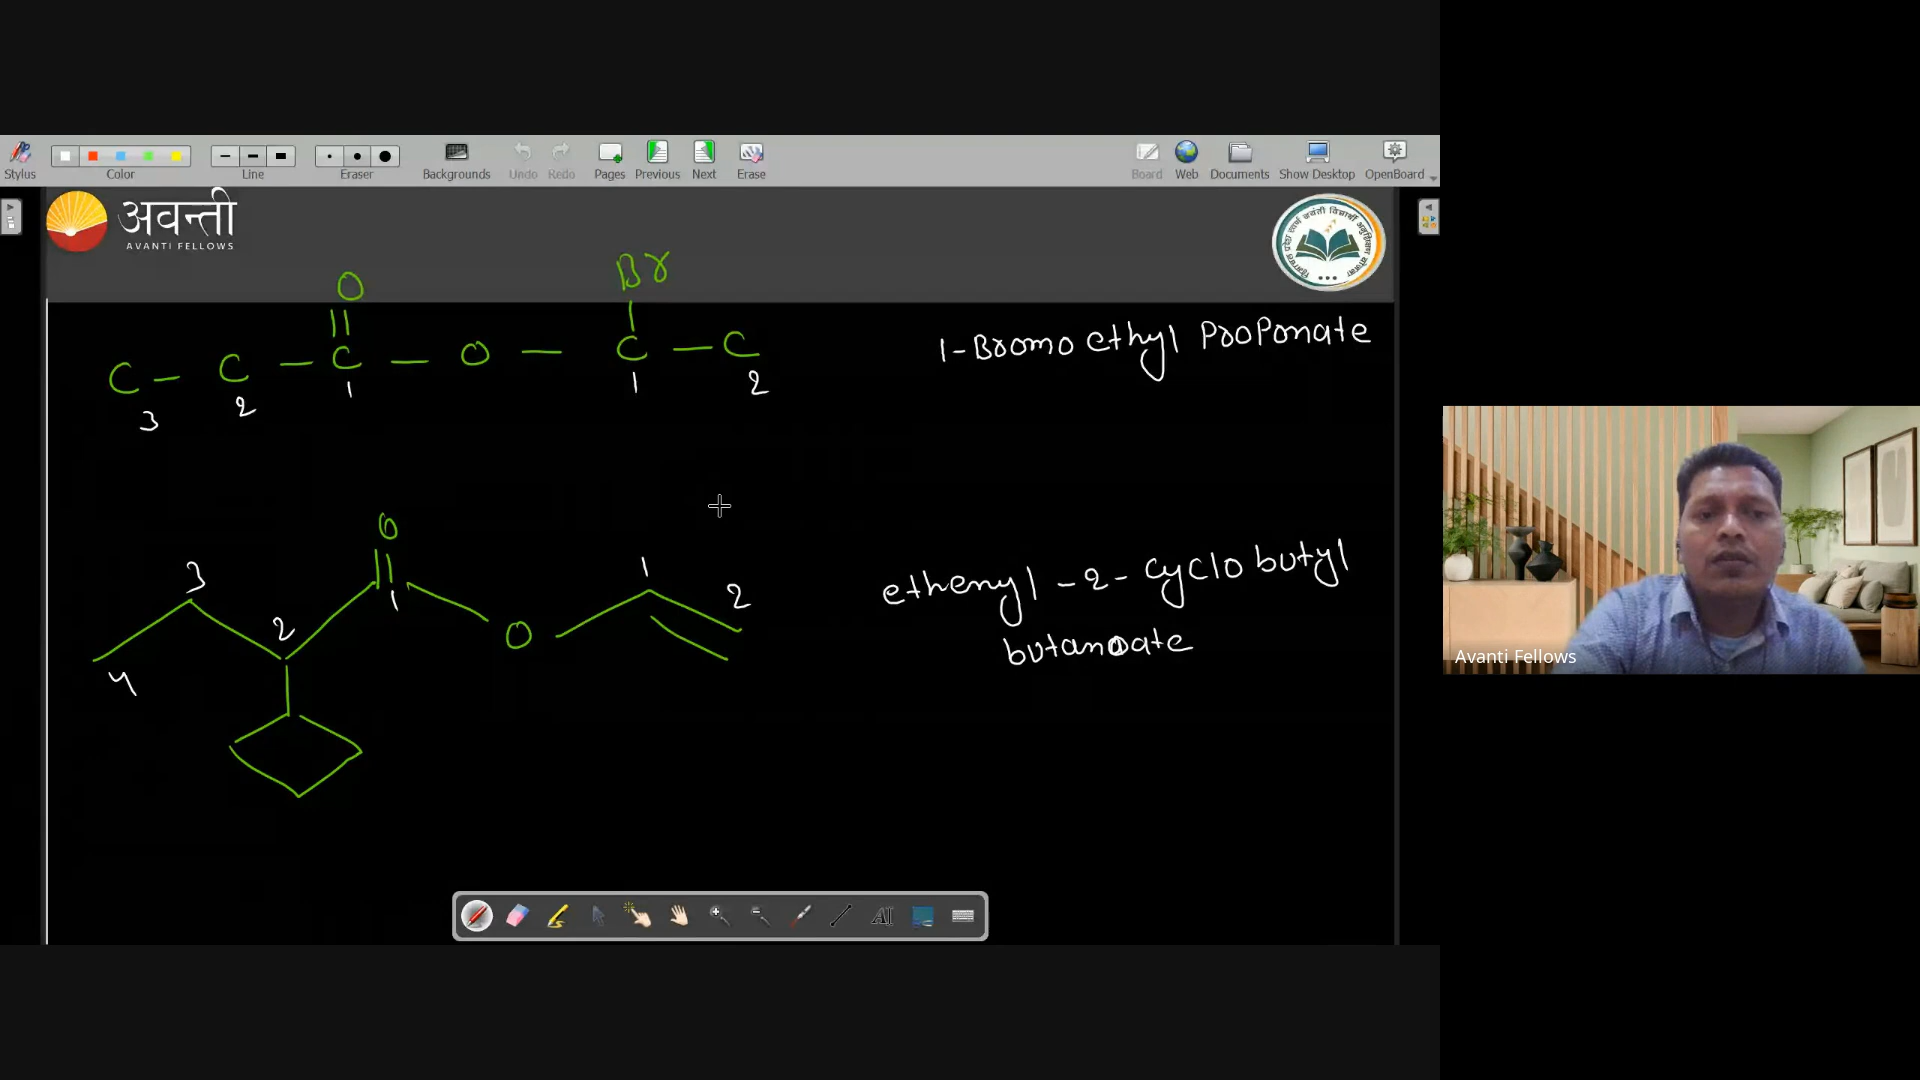 Stylus
Color
Line
Eraser
Backgrounds
Undo
Redo
Pages
Previous
Next
Erase
Board
Web
Documents
Show Desktop
OpenBoard
अवन्ती
AVANTI FELLOWS
O
Br
C - C - C - O - C - C
3 2 1 1 2
1-Bromo ethyl ProPonate
O
3 1 1 2
2
O
4
ethenyl -2- cyclo butyl
butanoate
Avanti Fellows
AI